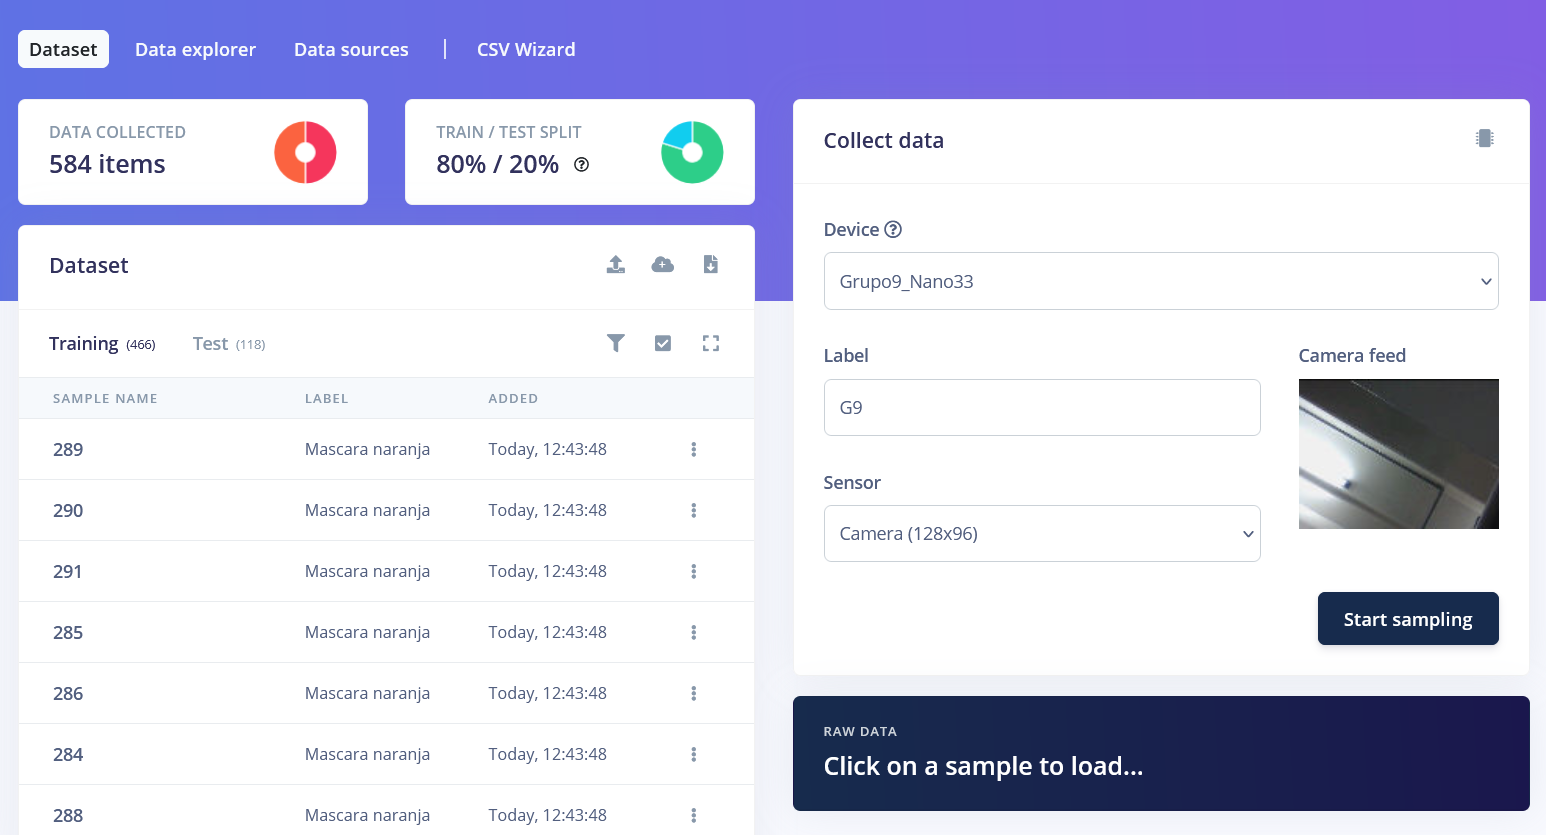 Dataset Data explorer Data sources | CSV Wizard
DATA COLLECTED
584 items
TRAIN / TEST SPLIT
80% / 20%
Dataset
Training (466) Test (118)
SAMPLE NAME LABEL ADDED
289 Mascara naranja Today, 12:43:48
290 Mascara naranja Today, 12:43:48
291 Mascara naranja Today, 12:43:48
285 Mascara naranja Today, 12:43:48
286 Mascara naranja Today, 12:43:48
284 Mascara naranja Today, 12:43:48
288 Mascara naranja Today, 12:43:48
Collect data
Device
Grupo9_Nano33
Label
G9
Camera feed
Sensor
Camera (128x96)
Start sampling
RAW DATA
Click on a sample to load...